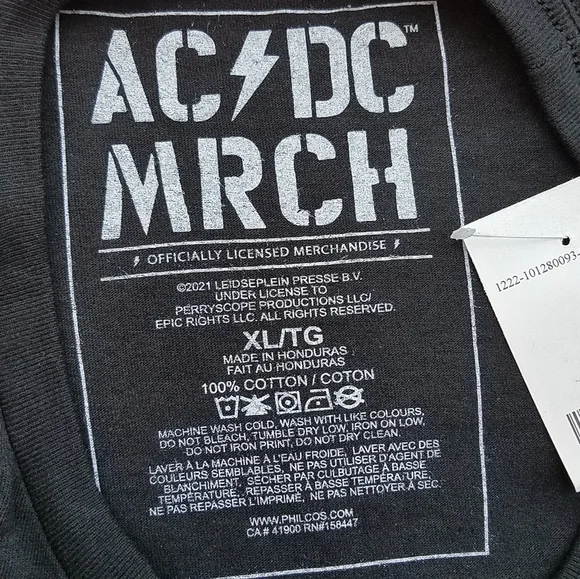 AC⚡DC™
MRCH
OFFICIALLY LICENSED MERCHANDISE
©2021 LEIDSEPLEIN PRESSE B.V.
UNDER LICENSE TO
PERRYSCOPE PRODUCTIONS LLC/
EPIC RIGHTS LLC. ALL RIGHTS RESERVED.
XL/TG
MADE IN HONDURAS
FAIT AU HONDURAS
100% COTTON / COTON
MACHINE WASH COLD, WASH WITH LIKE COLOURS,
DO NOT BLEACH, TUMBLE DRY LOW, IRON ON LOW,
DO NOT IRON PRINT, DO NOT DRY CLEAN.
LAVER À LA MACHINE À L'EAU FROIDE, LAVER AVEC DES
COULEURS SEMBLABLES, NE PAS UTILISER D'AGENT DE
BLANCHIMENT, SÉCHER PAR CULBUTAGE À BASSE
TEMPÉRATURE, REPASSER À BASSE TEMPÉRATURE,
NE PAS REPASSER L'IMPRIMÉ, NE PAS NETTOYER À SEC.
WWW.PHILCOS.COM
CA# 41900 RN#158447
1222-101280093-